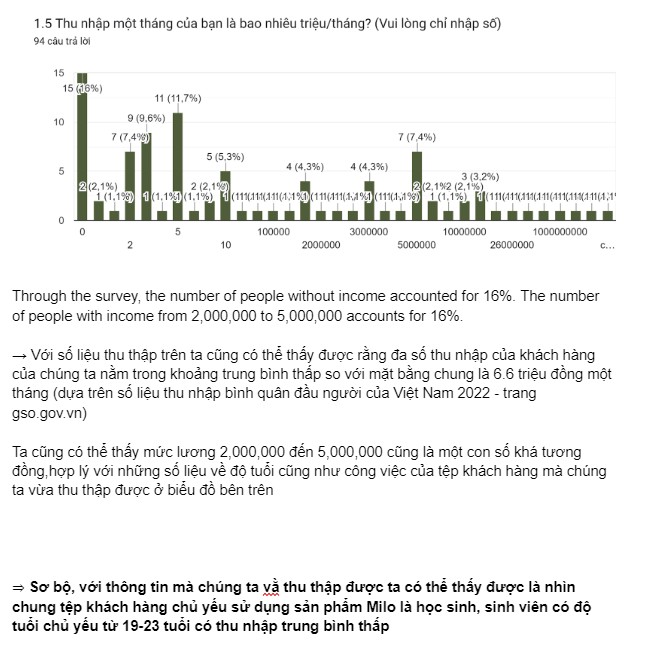 1.5 Thu nhập một tháng của bạn là bao nhiêu triệu/tháng? (Vui lòng chỉ nhập số)
94 câu trả lời
15
10
5
0
15 (16%)
2 (2,1%)
1 (1,1%)
7 (7,4%)
9 (9,6%)
1 (1,1%)
11 (11,7%)
1 (1,1%)
2 (2,1%)
5 (5,3%)
4 (4,3%)
4 (4,3%)
7 (7,4%)
2 (2,1%)
1 (1,1%)
2 (2,1%)
3 (3,2%)
0
2
5
10
100000
2000000
3000000
5000000
10000000
26000000
1000000000
c...
Through the survey, the number of people without income accounted for 16%. The number
of people with income from 2,000,000 to 5,000,000 accounts for 16%.
→ Với số liệu thu thập trên ta cũng có thể thấy được rằng đa số thu nhập của khách hàng
của chúng ta nằm trong khoảng trung bình thấp so với mặt bằng chung là 6.6 triệu đồng một
tháng (dựa trên số liệu thu nhập bình quân đầu người của Việt Nam 2022 - trang
gso.gov.vn)
Ta cũng có thể thấy mức lương 2,000,000 đến 5,000,000 cũng là một con số khá tương
đồng,hợp lý với những số liệu về độ tuổi cũng như công việc của tệp khách hàng mà chúng
ta vừa thu thập được ở biểu đồ bên trên
⇒ Sơ bộ, với thông tin mà chúng ta vằ thu thập được ta có thể thấy được là nhìn
chung tệp khách hàng chủ yếu sử dụng sản phẩm Milo là học sinh, sinh viên có độ
tuổi chủ yếu từ 19-23 tuổi có thu nhập trung bình thấp